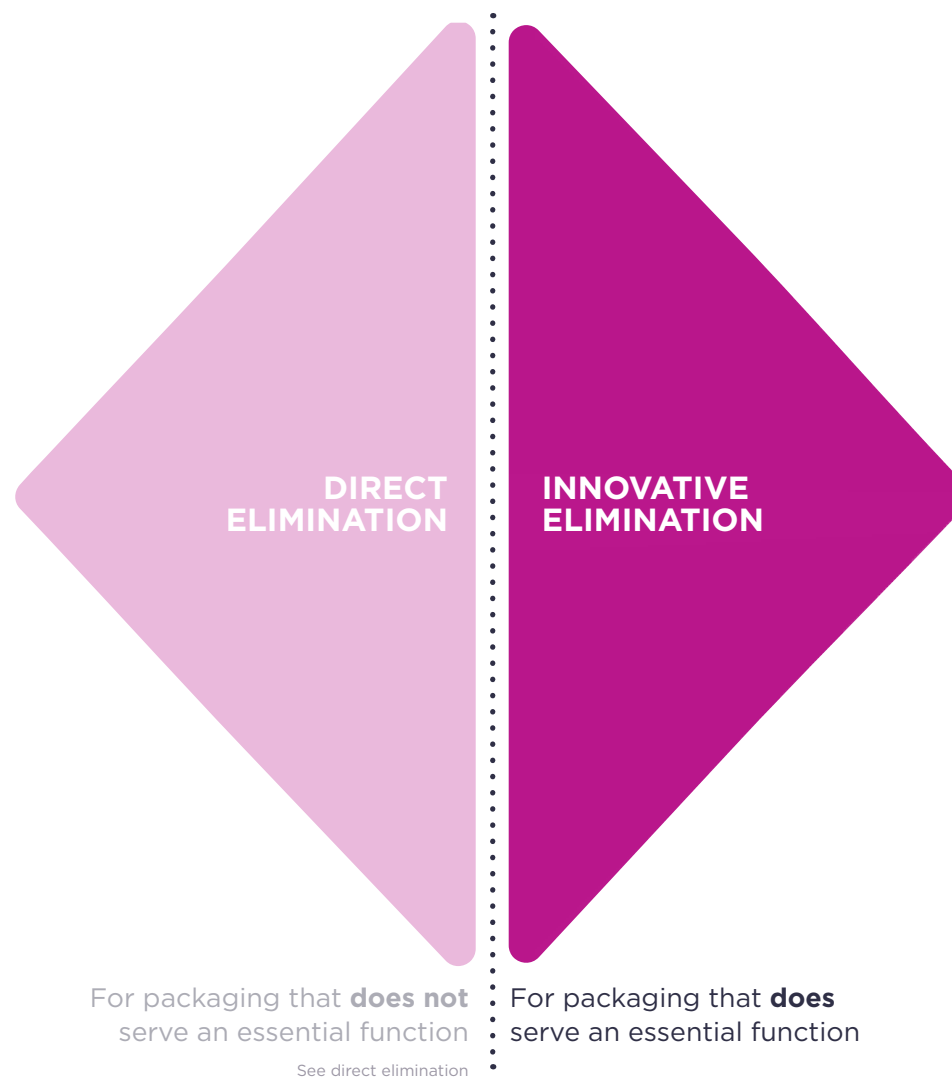 DIRECT
ELIMINATION
INNOVATIVE
ELIMINATION
For packaging that does not
serve an essential function
See direct elimination
For packaging that does
serve an essential function